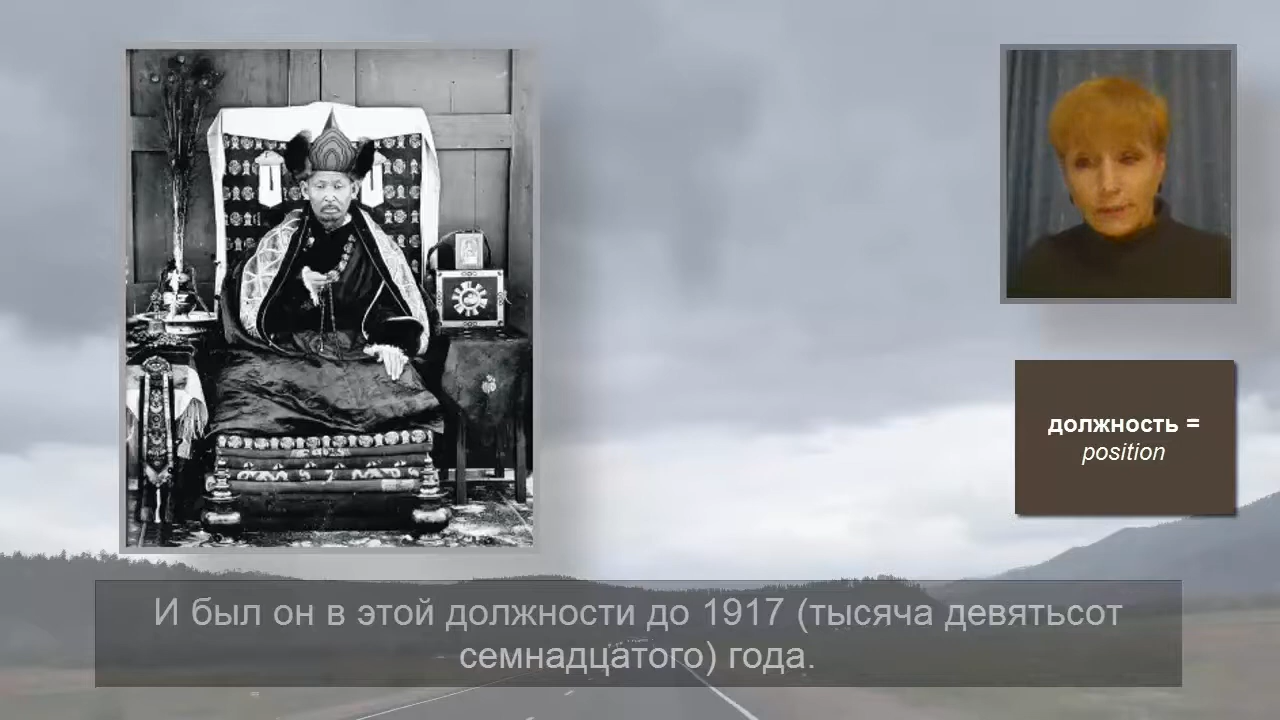 должность =
position
И был он в этой должности до 1917 (тысяча девятьсот
семнадцатого) года.